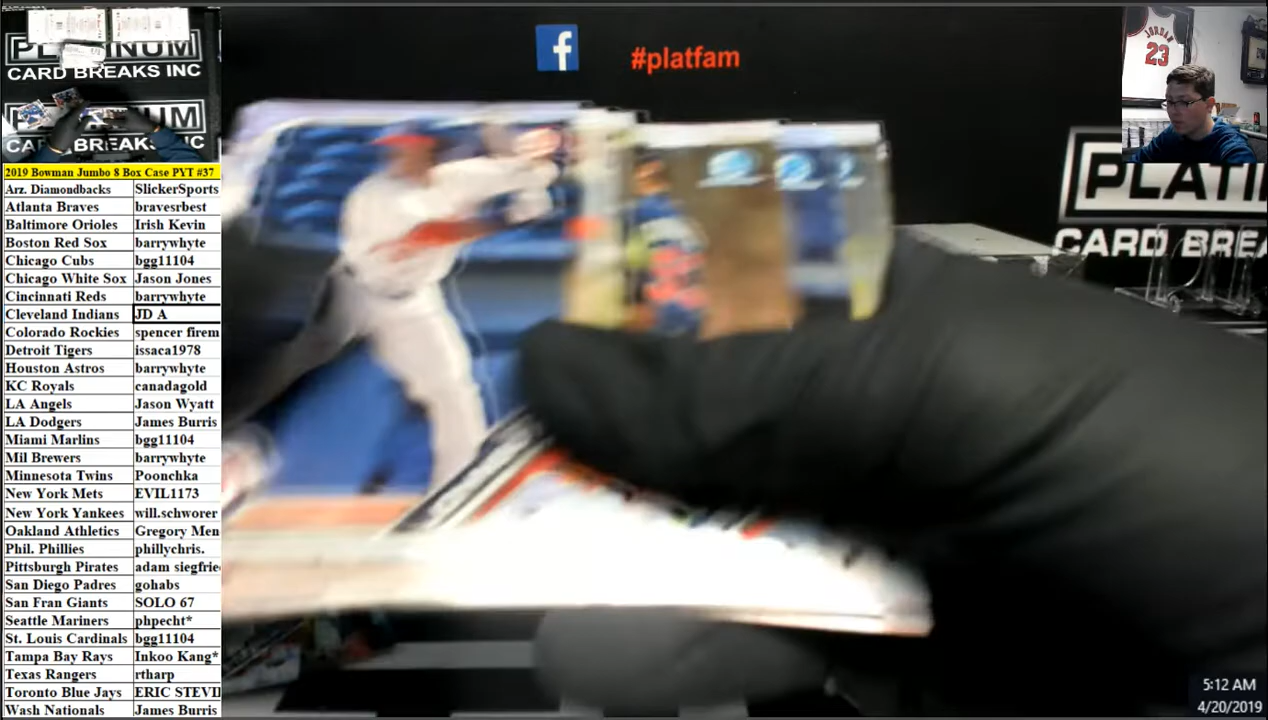 PLATINUM
CARD BREAKS INC
PLATINUM
CARD BREAKS INC
2019 Bowman Jumbo 8 Box Case PYT #37
Arz. Diamondbacks SlickerSports
Atlanta Braves bravesrbest
Baltimore Orioles Irish Kevin
Boston Red Sox barrywhyte
Chicago Cubs bgg11104
Chicago White Sox Jason Jones
Cincinnati Reds barrywhyte
Cleveland Indians JD A
Colorado Rockies spencer firem
Detroit Tigers issaca1978
Houston Astros barrywhyte
KC Royals canadagold
LA Angels Jason Wyatt
LA Dodgers James Burris
Miami Marlins bgg11104
Mil Brewers barrywhyte
Minnesota Twins Poonchka
New York Mets EVIL1173
New York Yankees will.schworer
Oakland Athletics Gregory Men
Phil. Phillies phillychris.
Pittsburgh Pirates adam siegfrie
San Diego Padres gohabs
San Fran Giants SOLO 67
Seattle Mariners phpecht*
St. Louis Cardinals bgg11104
Tampa Bay Rays Inkoo Kang*
Texas Rangers rtharp
Toronto Blue Jays ERIC STEVI
Wash Nationals James Burris
f
#platfam
JORDAN
23
PLATI
CARD BREA
5:12 AM
4/20/2019